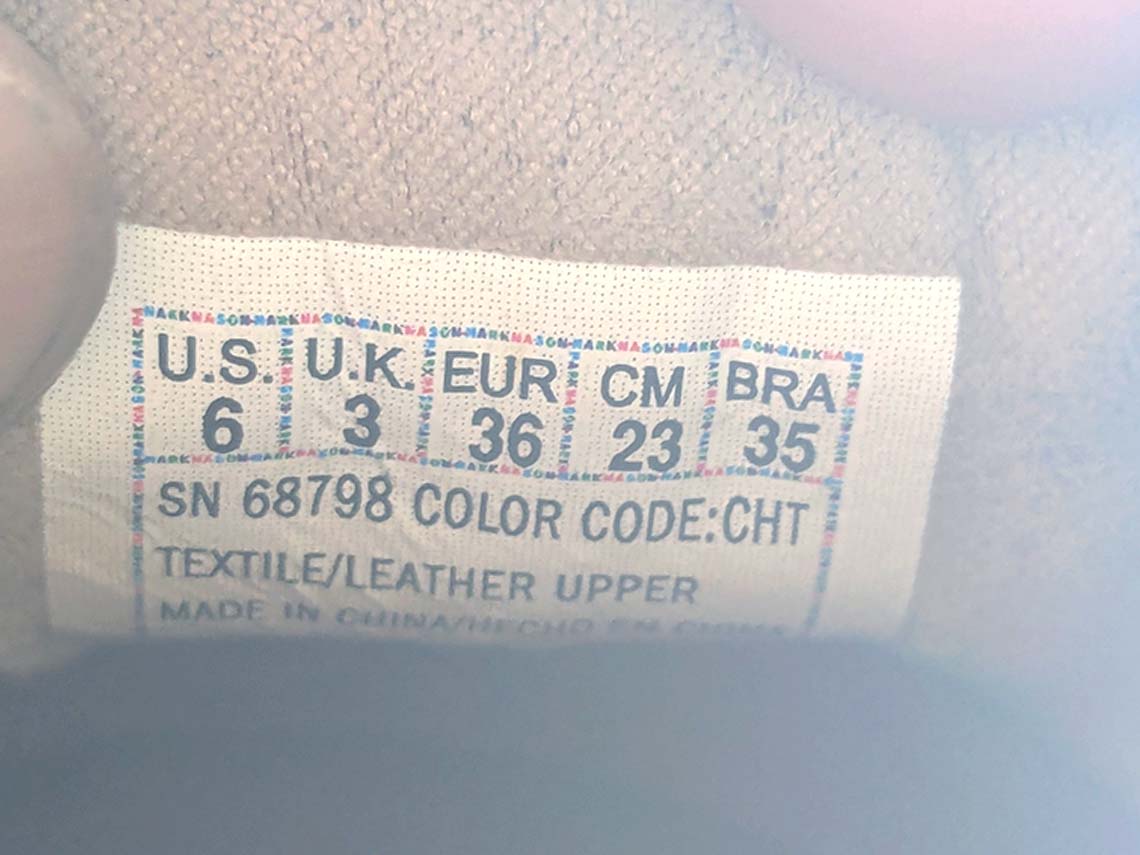 U.S. U.K. EUR CM BRA
6 3 36 23 35
SN 68798 COLOR CODE:CHT
TEXTILE/LEATHER UPPER
MADE IN CHINA/HECHO EN CHINA